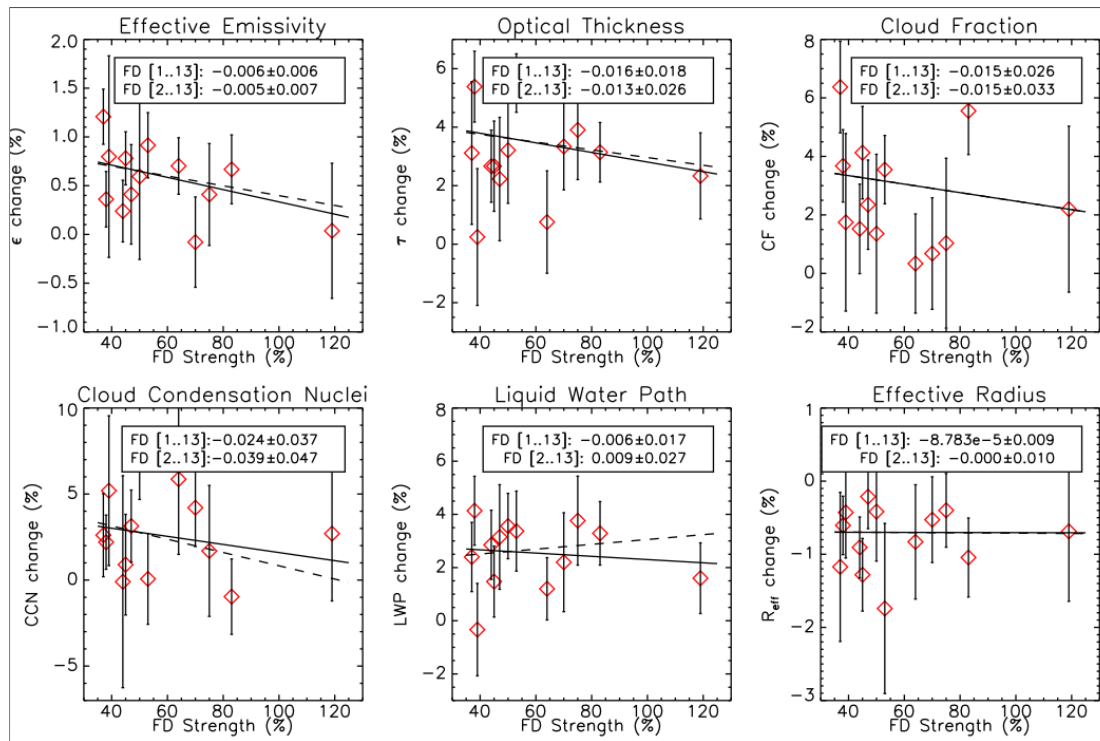 Effective Emissivity
FD [1..13]: -0.006±0.006
FD [2..13]: -0.005±0.007
ϵ change (%)
2.0
1.5
1.0
0.5
0.0
-0.5
-1.0
40 60 80 100 120
FD Strength (%)
Optical Thickness
FD [1..13]: -0.016±0.018
FD [2..13]: -0.013±0.026
τ change (%)
6
4
2
0
-2
40 60 80 100 120
FD Strength (%)
Cloud Fraction
FD [1..13]: -0.015±0.026
FD [2..13]: -0.015±0.033
CF change (%)
8
6
4
2
0
-2
40 60 80 100 120
FD Strength (%)
Cloud Condensation Nuclei
FD [1..13]:-0.024±0.037
FD [2..13]:-0.039±0.047
CCN change (%)
10
5
0
-5
40 60 80 100 120
FD Strength (%)
Liquid Water Path
FD [1..13]: -0.006±0.017
FD [2..13]: 0.009±0.027
LWP change (%)
8
6
4
2
0
-2
40 60 80 100 120
FD Strength (%)
Effective Radius
FD [1..13]: -8.783e-5±0.009
FD [2..13]: -0.000±0.010
Reff change (%)
1
0
-1
-2
-3
40 60 80 100 120
FD Strength (%)